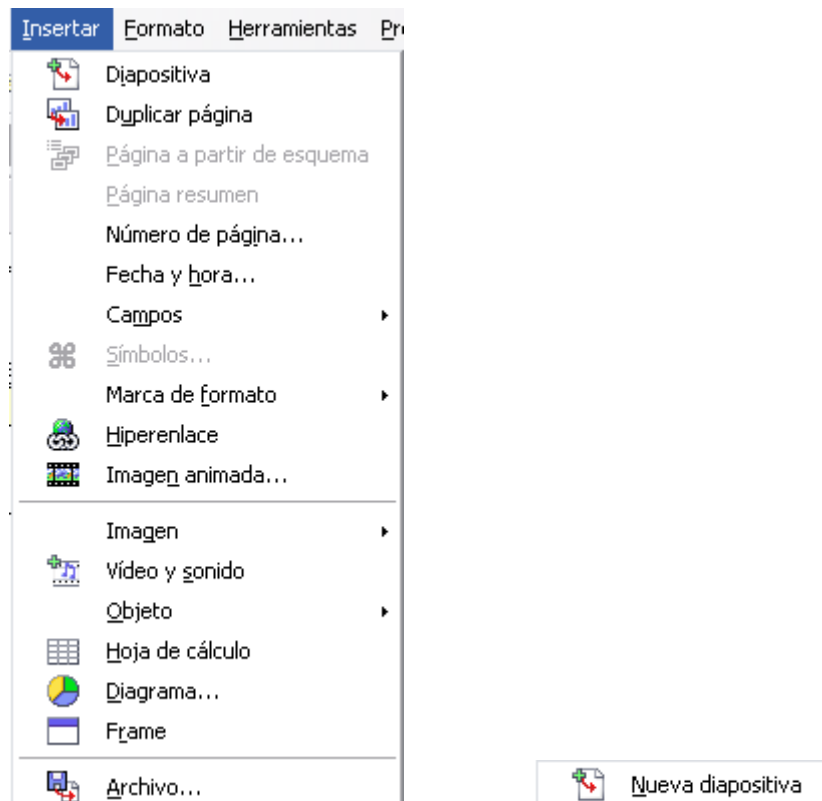 Insertar Formato Herramientas
Diapositiva
Duplicar página
Página a partir de esquema
Página resumen
Número de página...
Fecha y hora...
Campos
Símbolos...
Marca de formato
Hiperenlace
Imagen animada...
Imagen
Vídeo y sonido
Objeto
Hoja de cálculo
Diagrama...
Frame
Archivo...
Nueva diapositiva